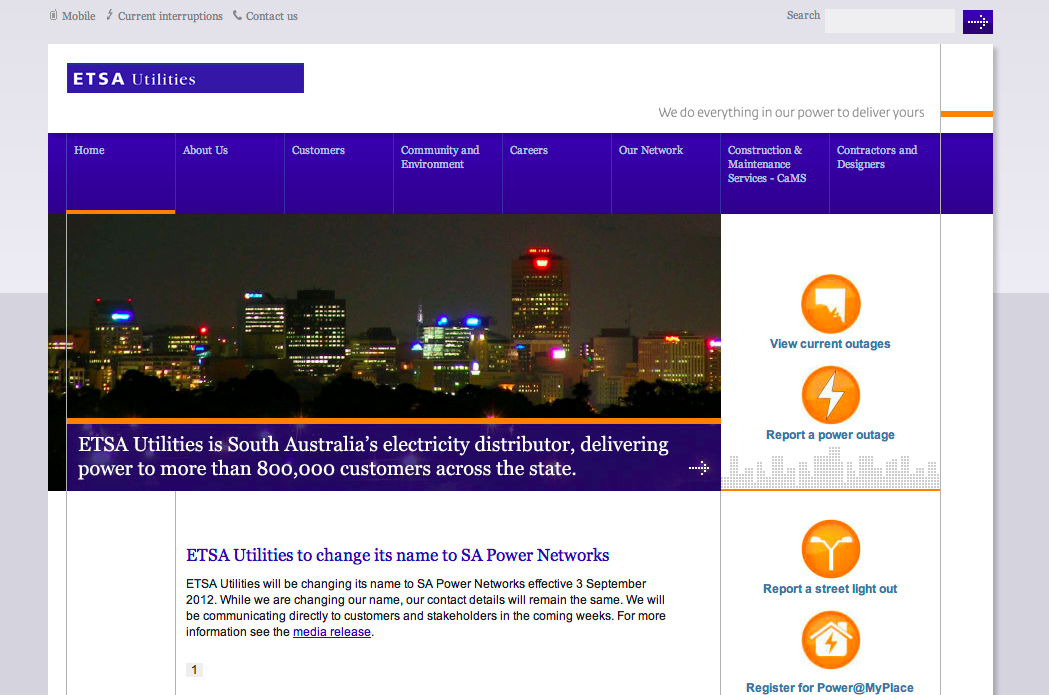 Mobile Current interruptions Contact us
Search
ETSA Utilities
We do everything in our power to deliver yours
Home
About Us
Customers
Community and
Environment
Careers
Our Network
Construction &
Maintenance
Services - CaMS
Contractors and
Designers
ETSA Utilities is South Australia's electricity distributor, delivering
power to more than 800,000 customers across the state.
View current outages
Report a power outage
ETSA Utilities to change its name to SA Power Networks
ETSA Utilities will be changing its name to SA Power Networks effective 3 September
2012. While we are changing our name, our contact details will remain the same. We will
be communicating directly to customers and stakeholders in the coming weeks. For more
information see the media release.
1
Report a street light out
Register for Power@MyPlace